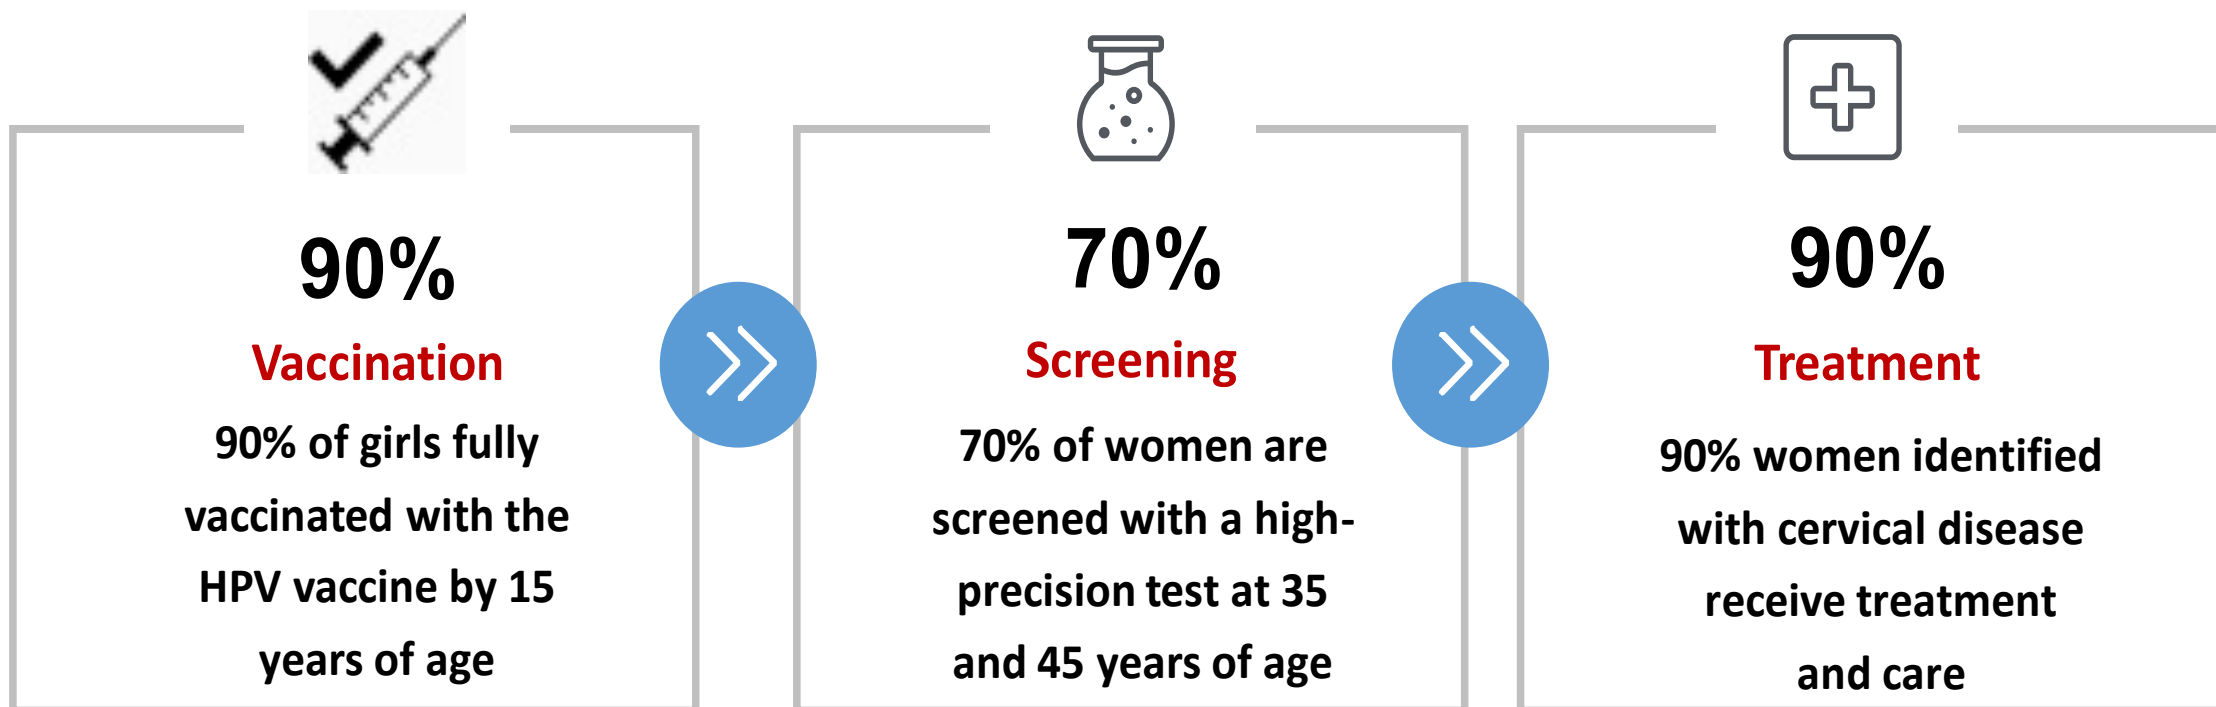 90%
Vaccination
90% of girls fully
vaccinated with the
HPV vaccine by 15
years of age
70%
Screening
70% of women are
screened with a high-
precision test at 35
and 45 years of age
90%
Treatment
90% women identified
with cervical disease
receive treatment
and care